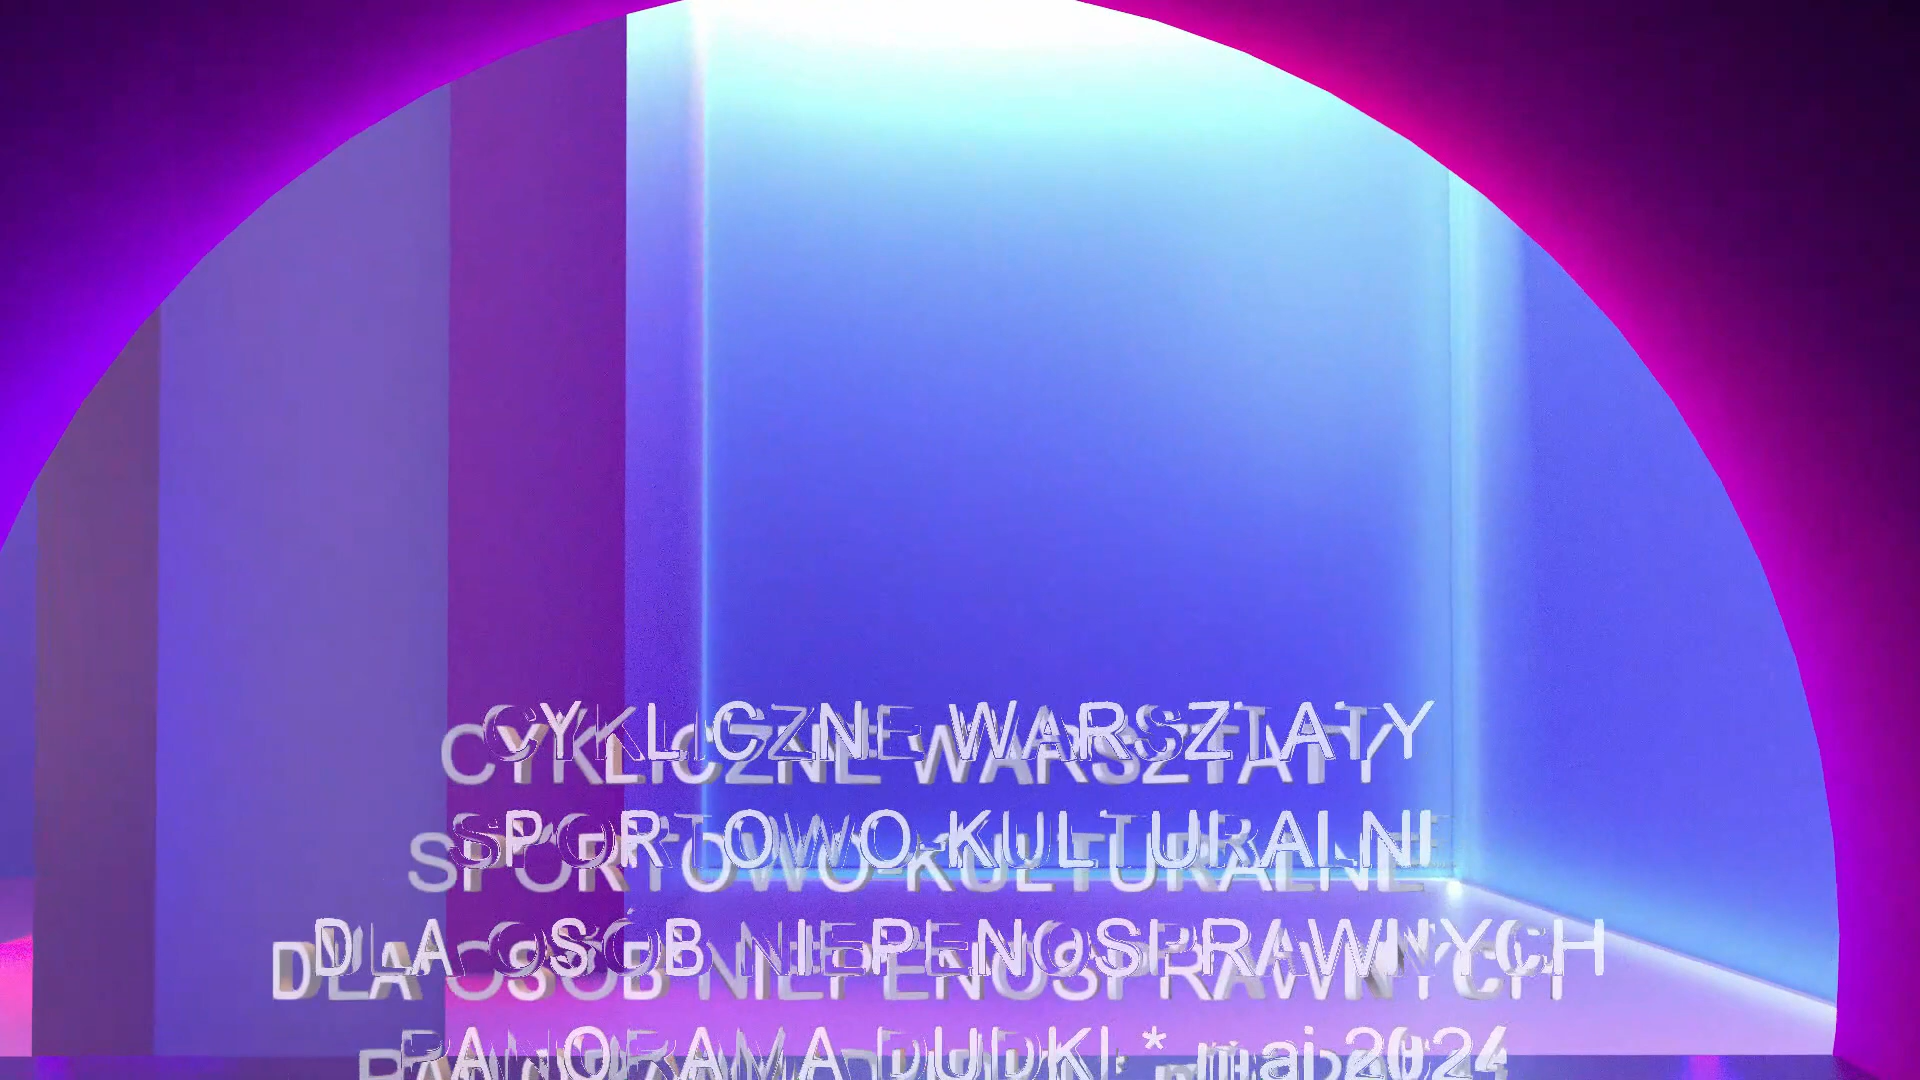 CYKLICZNE WARSZTATY
SPORTOWO-KULTURALNE
DLA OSÓB NIEPEŁNOSPRAWNYCH
PANORAMA DUDKI * maj 2024